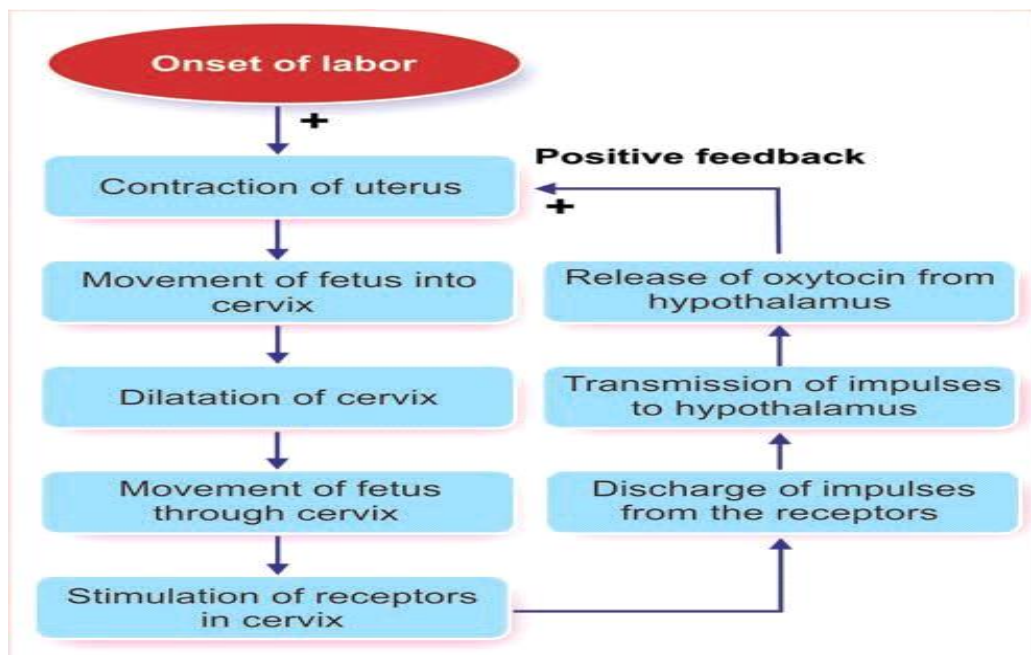 Onset of labor
+
Contraction of uterus
Movement of fetus into
cervix
Dilatation of cervix
Movement of fetus
through cervix
Stimulation of receptors
in cervix
Discharge of impulses
from the receptors
Transmission of impulses
to hypothalamus
Release of oxytocin from
hypothalamus
Positive feedback
+